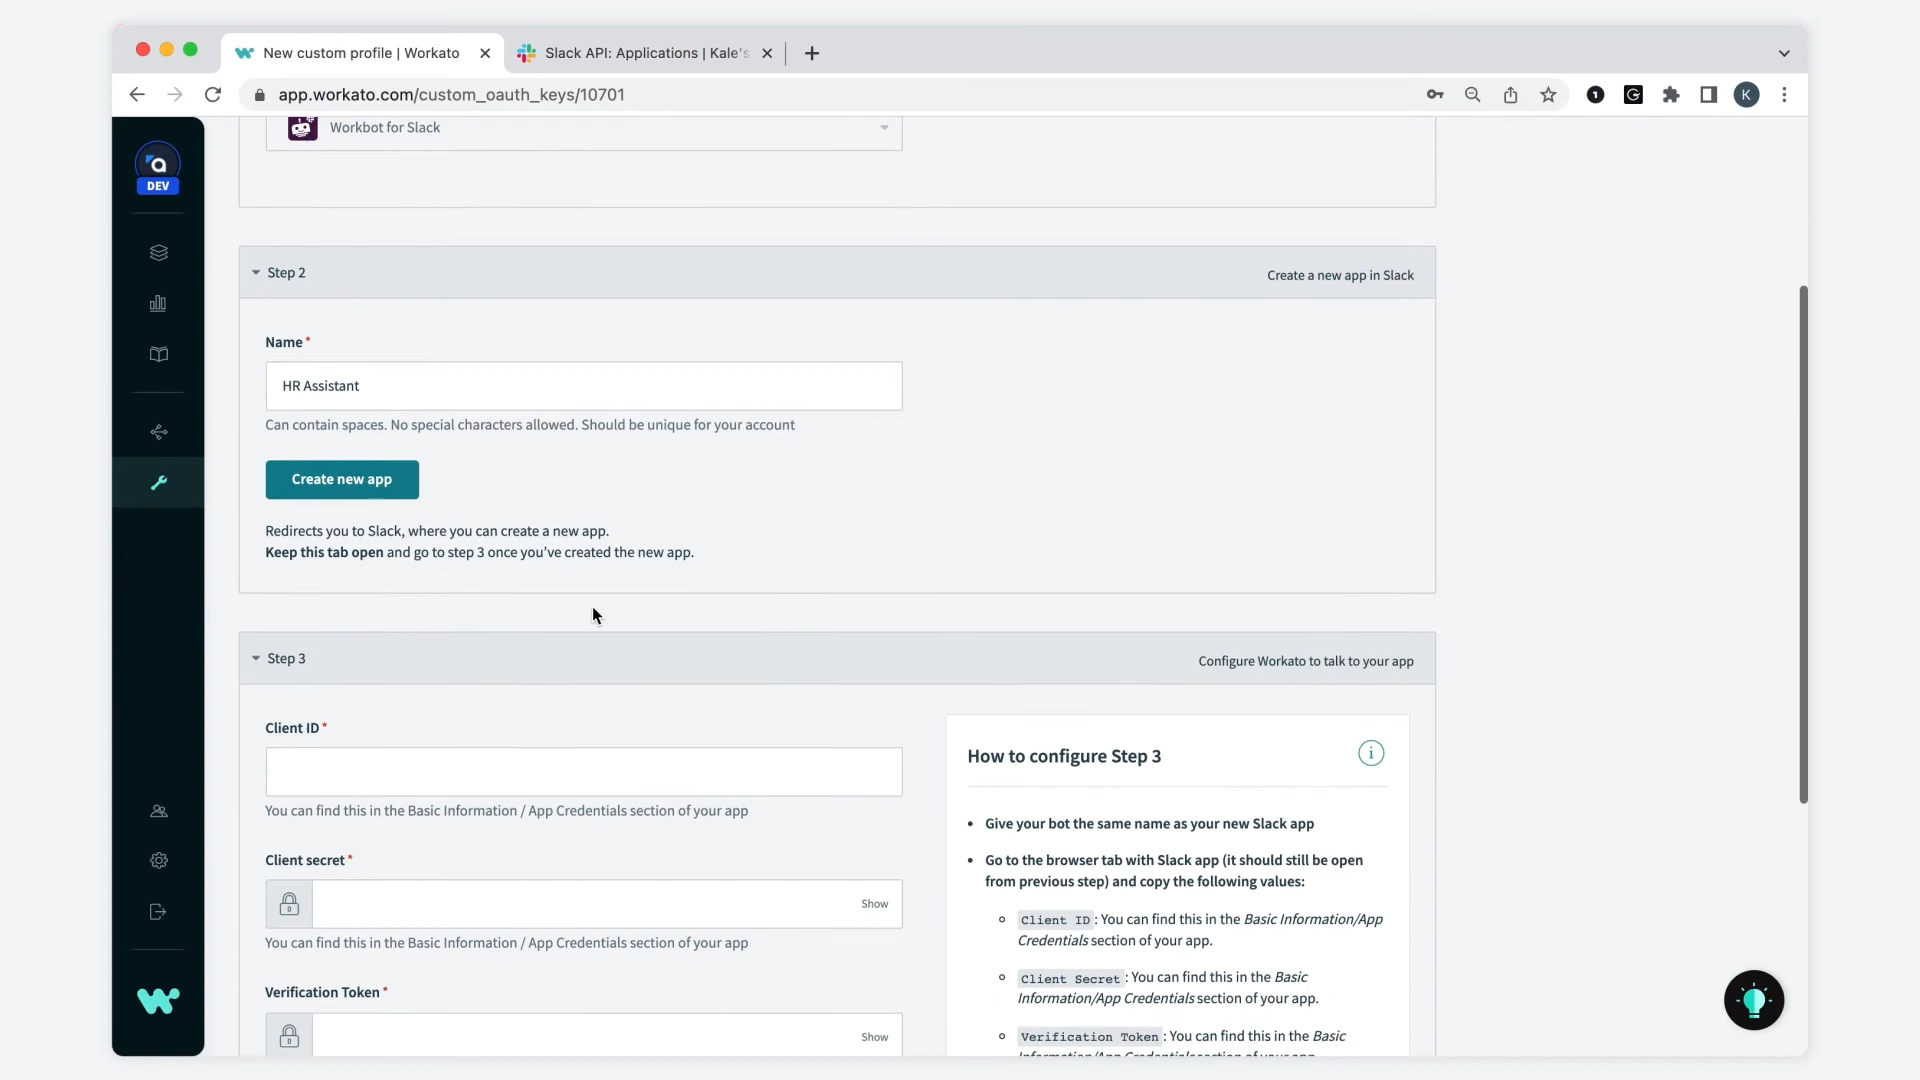 New custom profile | Workato
Slack API: Applications | Kale's
app.workato.com/custom_oauth_keys/10701
1
K
DEV
Workbot for Slack
Step 2
Create a new app in Slack
Name*
HR Assistant
Can contain spaces. No special characters allowed. Should be unique for your account
Create new app
Redirects you to Slack, where you can create a new app.
Keep this tab open and go to step 3 once you've created the new app.
Step 3
Configure Workato to talk to your app
Client ID*
You can find this in the Basic Information / App Credentials section of your app
Client secret*
Show
You can find this in the Basic Information / App Credentials section of your app
Verification Token*
Show
How to configure Step 3
• Give your bot the same name as your new Slack app
• Go to the browser tab with Slack app (it should still be open
from previous step) and copy the following values:
Client ID: You can find this in the Basic Information/App
Credentials section of your app.
Client Secret: You can find this in the Basic
Information/App Credentials section of your app.
Verification Token: You can find this in the Basic
Information/App Credentials section of your app.